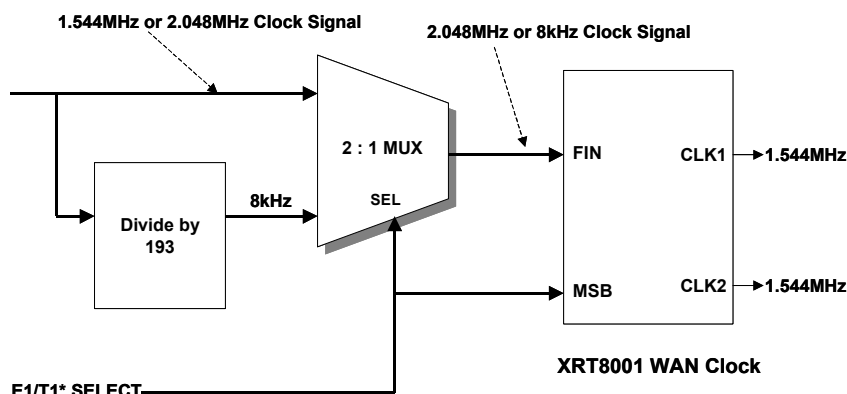 1.544MHz or 2.048MHz Clock Signal
2.048MHz or 8kHz Clock Signal
2 : 1 MUX
SEL
FIN
CLK1
1.544MHz
8kHz
Divide by
193
MSB
CLK2
1.544MHz
XRT8001 WAN Clock
E1/T1* SELECT